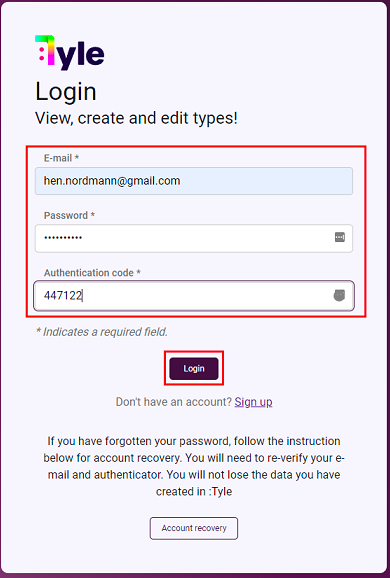 :Tyle
Login
View, create and edit types!
E-mail *
hen.nordmann@gmail.com
Password *
••••••••••
Authentication code *
447122
* Indicates a required field.
Login
Don't have an account? Sign up
If you have forgotten your password, follow the instruction
below for account recovery. You will need to re-verify your e-
mail and authenticator. You will not lose the data you have
created in :Tyle
Account recovery